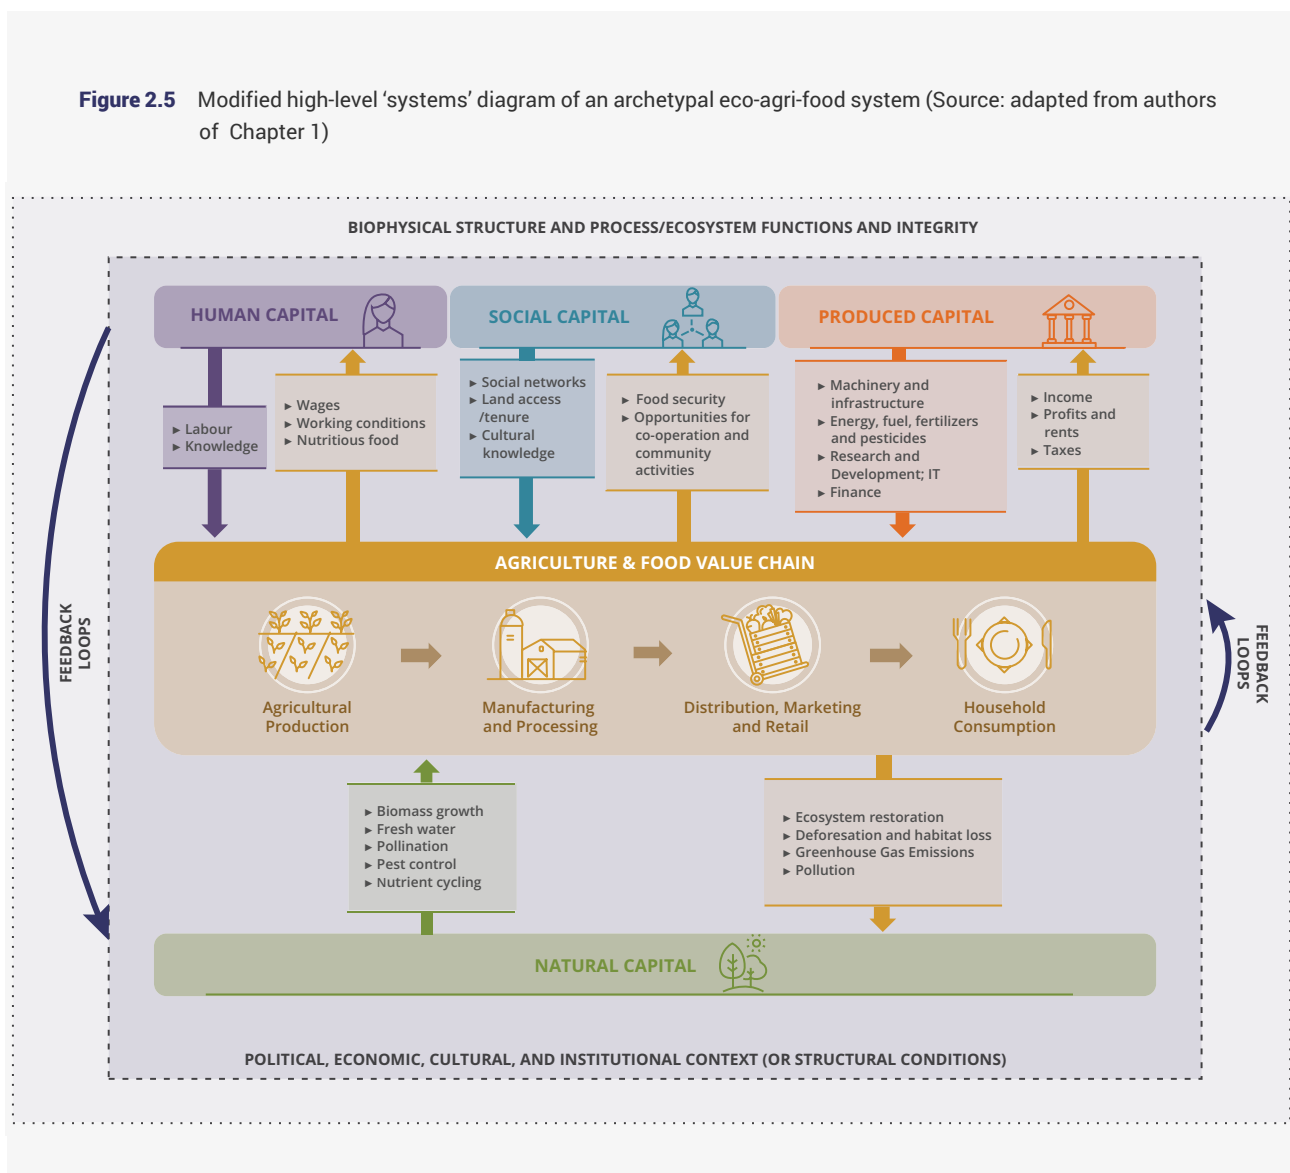 Figure 2.5 Modified high-level ‘systems’ diagram of an archetypal eco-agri-food system (Source: adapted from authors
of Chapter 1)
BIOPHYSICAL STRUCTURE AND PROCESS/ECOSYSTEM FUNCTIONS AND INTEGRITY
HUMAN CAPITAL
SOCIAL CAPITAL
PRODUCED CAPITAL
▸ Labour
▸ Knowledge
▸ Wages
▸ Working conditions
▸ Nutritious food
▸ Social networks
▸ Land access
/tenure
▸ Cultural
knowledge
▸ Food security
▸ Opportunities for
co-operation and
community
activities
▸ Machinery and
infrastructure
▸ Energy, fuel, fertilizers
and pesticides
▸ Research and
Development; IT
▸ Finance
▸ Income
▸ Profits and
rents
▸ Taxes
FEEDBACK
LOOPS
AGRICULTURE & FOOD VALUE CHAIN
Agricultural
Production
Manufacturing
and Processing
Distribution, Marketing
and Retail
Household
Consumption
FEEDBACK
LOOPS
▸ Biomass growth
▸ Fresh water
▸ Pollination
▸ Pest control
▸ Nutrient cycling
▸ Ecosystem restoration
▸ Deforesation and habitat loss
▸ Greenhouse Gas Emissions
▸ Pollution
NATURAL CAPITAL
POLITICAL, ECONOMIC, CULTURAL, AND INSTITUTIONAL CONTEXT (OR STRUCTURAL CONDITIONS)